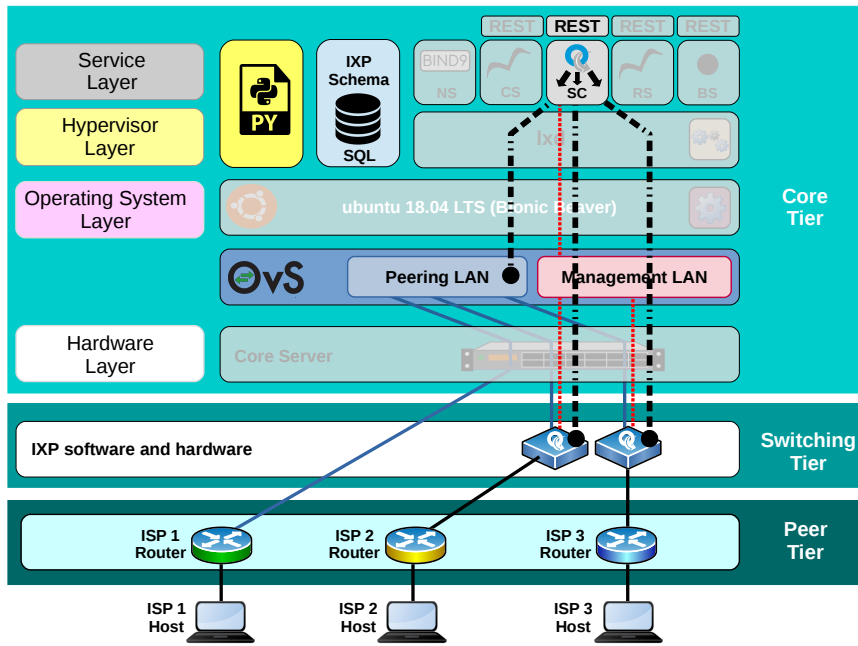 REST REST REST REST
Service
Layer
PY
IXP
Schema
SQL
BIND9
NS
CS
SC
RS
BS
Hypervisor
Layer
lxd
Operating System
Layer
ubuntu 18.04 LTS (Bionic Beaver)
Core
Tier
OvS
Peering LAN
Management LAN
Hardware
Layer
Core Server
IXP software and hardware
Switching
Tier
ISP 1
Router
ISP 2
Router
ISP 3
Router
Peer
Tier
ISP 1
Host
ISP 2
Host
ISP 3
Host